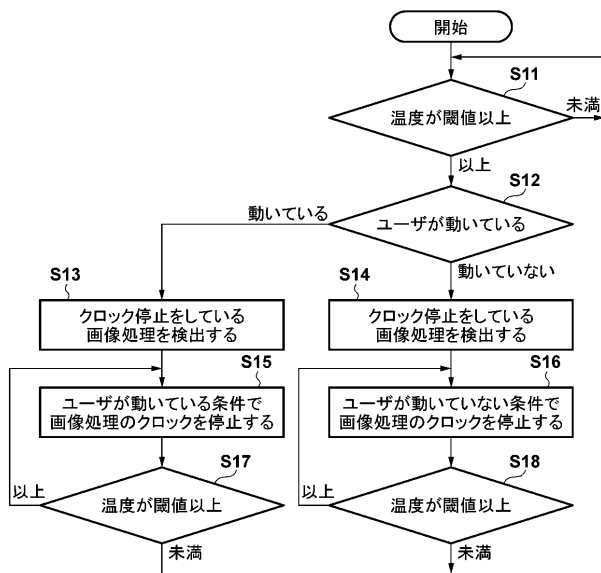 開始
S11
温度が閾値以上
未満
以上
S12
ユーザが動いている
動いている
動いていない
S13
クロック停止をしている
画像処理を検出する
S14
クロック停止をしている
画像処理を検出する
S15
ユーザが動いている条件で
画像処理のクロックを停止する
S16
ユーザが動いていない条件で
画像処理のクロックを停止する
S17
温度が閾値以上
以上
未満
S18
温度が閾値以上
以上
未満